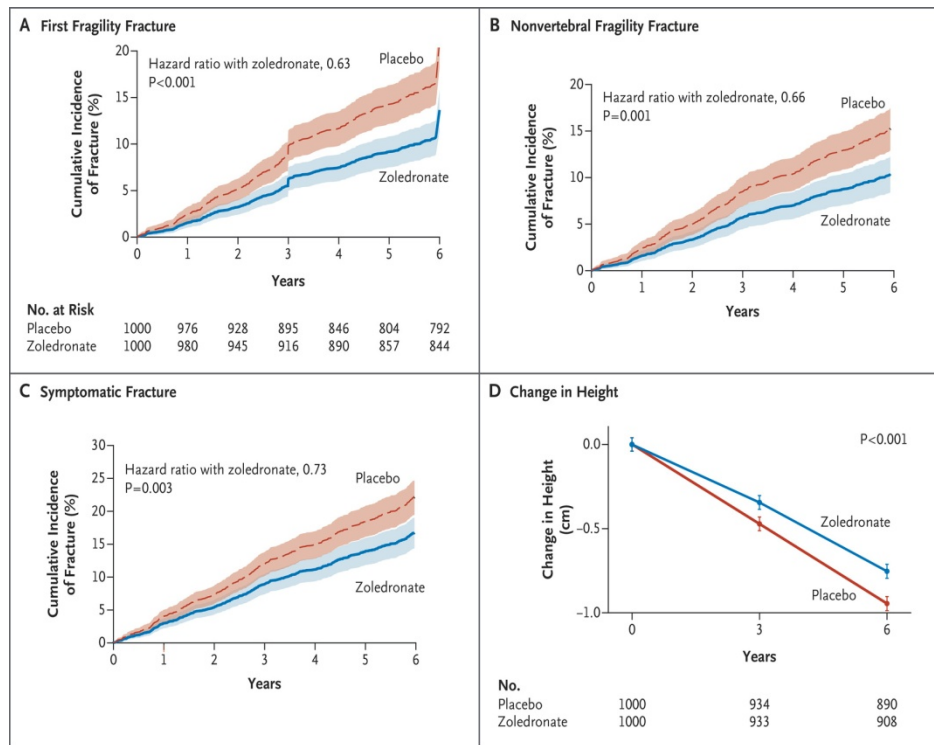 A First Fragility Fracture
Cumulative Incidence
of Fracture (%)
20
15
10
5
0
Hazard ratio with zoledronate, 0.63
P<0.001
Placebo
Zoledronate
0 1 2 3 4 5 6
Years
No. at Risk
Placebo 1000 976 928 895 846 804 792
Zoledronate 1000 980 945 916 890 857 844
B Nonvertebral Fragility Fracture
Cumulative Incidence
of Fracture (%)
20
15
10
5
0
Hazard ratio with zoledronate, 0.66
P=0.001
Placebo
Zoledronate
0 1 2 3 4 5 6
Years
C Symptomatic Fracture
Cumulative Incidence
of Fracture (%)
30
25
20
15
10
5
0
Hazard ratio with zoledronate, 0.73
P=0.003
Placebo
Zoledronate
0 1 2 3 4 5 6
Years
D Change in Height
Change in Height
(cm)
0.0
−0.5
−1.0
P<0.001
Zoledronate
Placebo
0 3 6
Years
No.
Placebo 1000 934 890
Zoledronate 1000 933 908